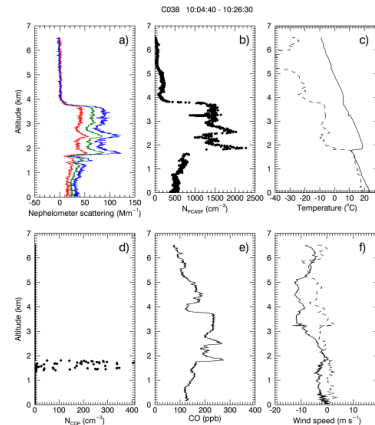 C038 10:04:40 - 10:26:30
7 6 5 4 3 2 1 0
Altitude (km)
a)
-50 0 50 100 150
Nephelometer scattering (Mm⁻¹)
7 6 5 4 3 2 1 0
b)
0 500 1000 1500 2000 2500
N_PCASP (cm⁻³)
7 6 5 4 3 2 1 0
c)
-40 -30 -20 -10 0 10 20
Temperature (°C)
7 6 5 4 3 2 1 0
Altitude (km)
d)
0 100 200 300 400
N_CDP (cm⁻³)
7 6 5 4 3 2 1 0
e)
0 100 200 300 400
CO (ppb)
7 6 5 4 3 2 1 0
f)
-20 -10 0 10
Wind speed (m s⁻¹)